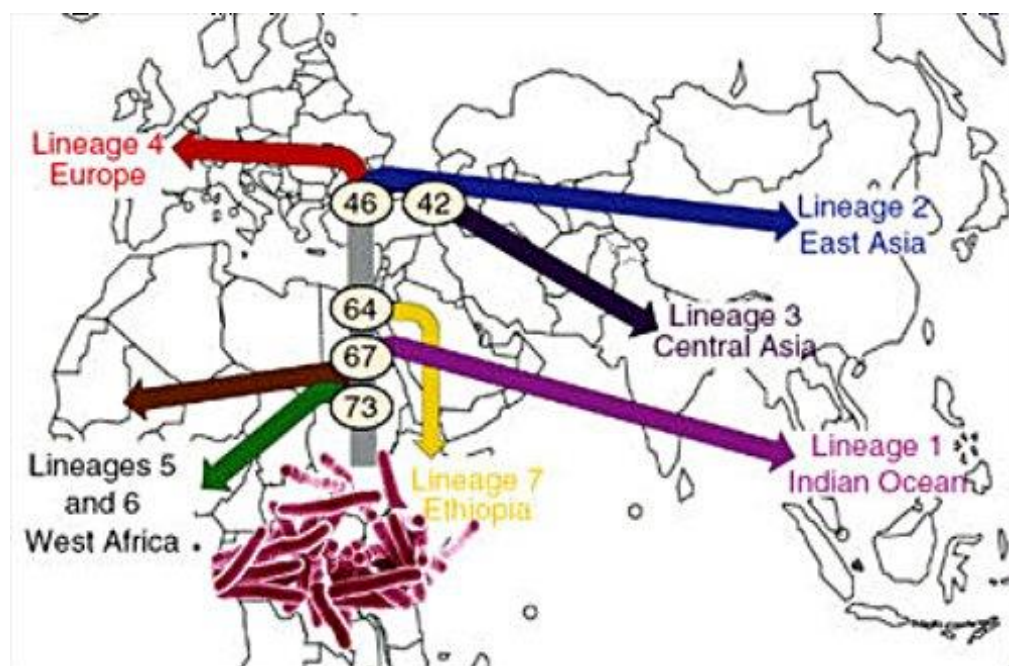 Lineage 4
Europe
46
42
Lineage 2
East Asia
64
Lineage 3
Central Asia
67
73
Lineage 1
Indian Ocean
Lineages 5
and 6
West Africa
Lineage 7
Ethiopia